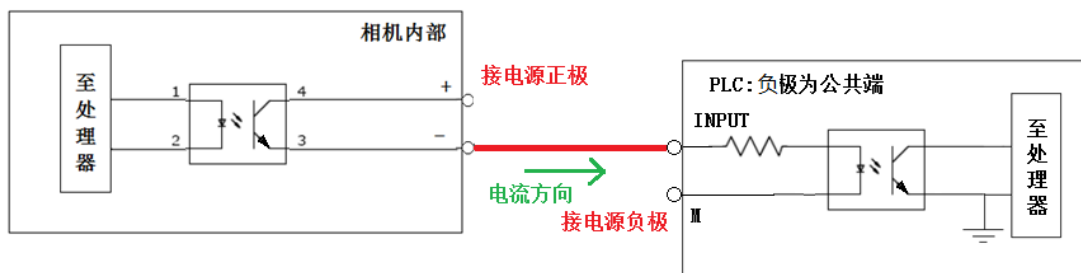 相机内部
至处理器
1
2
4
3
+
−
接电源正极
电流方向
接电源负极
PLC:负极为公共端
INPUT
M
至处理器